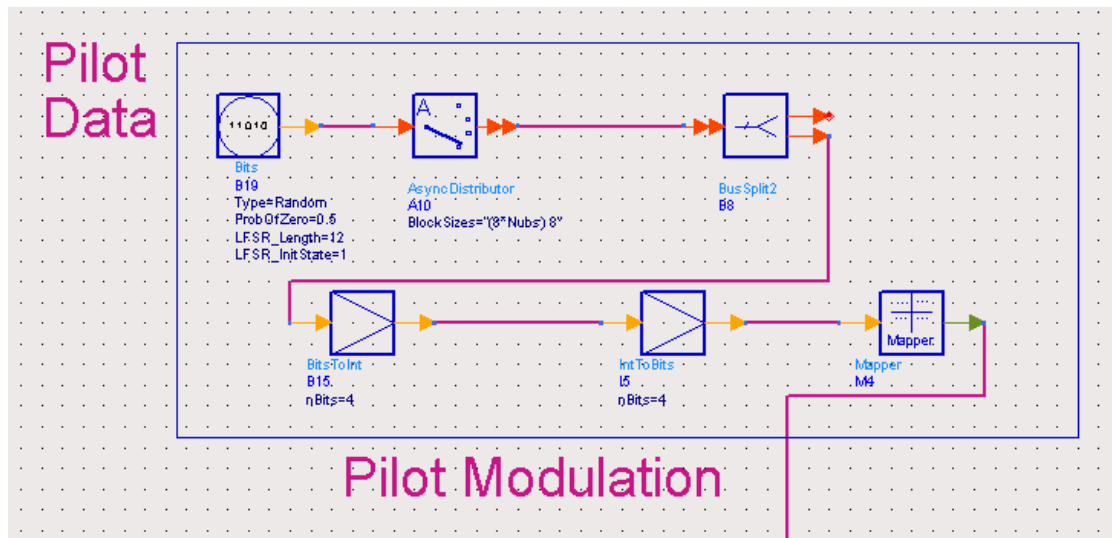 Pilot
Data
11010
A
Bits
B19
Type=Random
ProbOfZero=0.5
LFSR_Length=12
LFSR_InitState=1
AsyncDistributor
A10
BlockSizes="(8*Nubs) 8"
BusSplit2
B8
BitsToInt
B15
nBits=4
IntToBits
I5
nBits=4
Mapper
Mapper
M4
Pilot Modulation